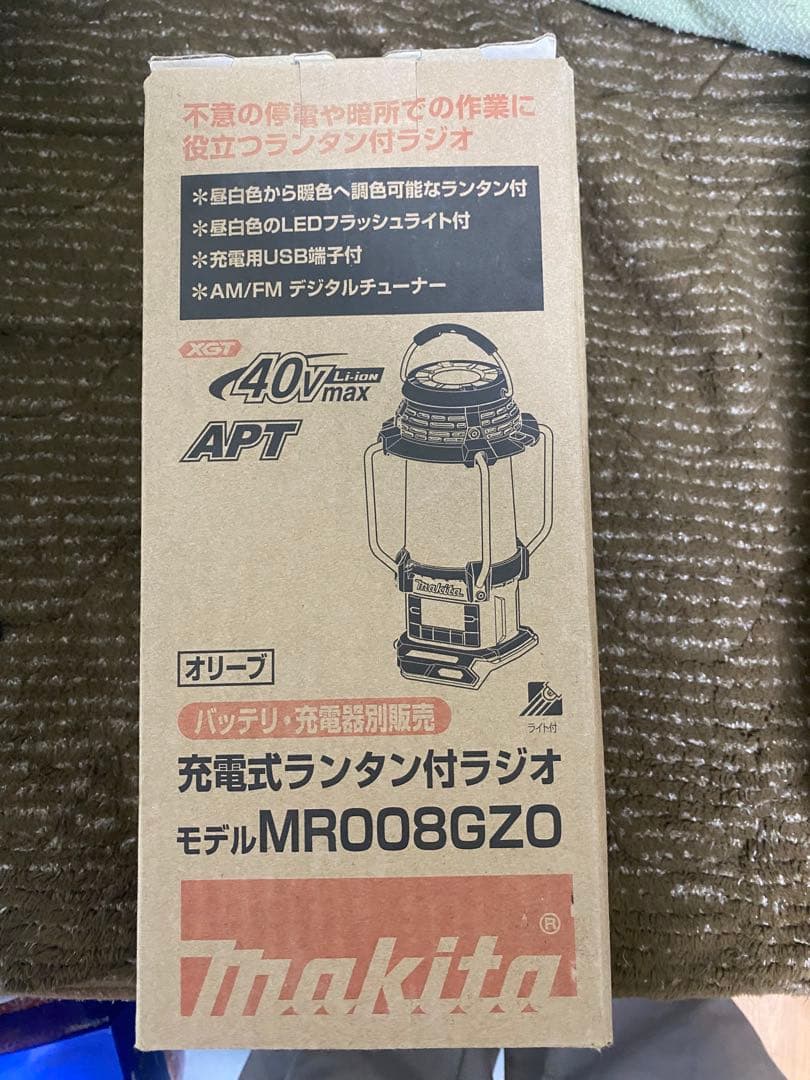 不意の停電や暗所での作業に
役立つランタン付ラジオ
＊昼白色から暖色へ調色可能なランタン付
＊昼白色のLEDフラッシュライト付
＊充電用USB端子付
＊AM/FM デジタルチューナー
XGT
40Vmax Li-ion
APT
makita
オリーブ
ライト付
バッテリ・充電器別販売
充電式ランタン付ラジオ
モデルMR008GZO
makita®